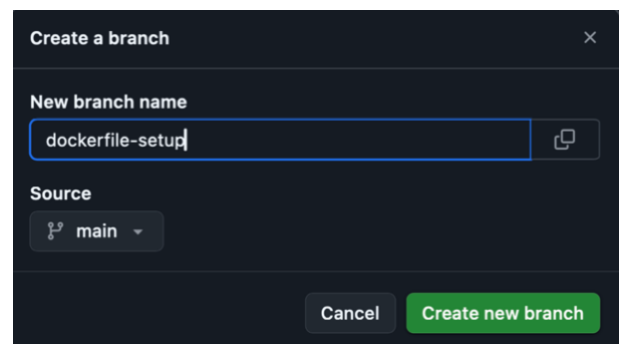 Create a branch
New branch name
dockerfile-setup
Source
main
Cancel
Create new branch